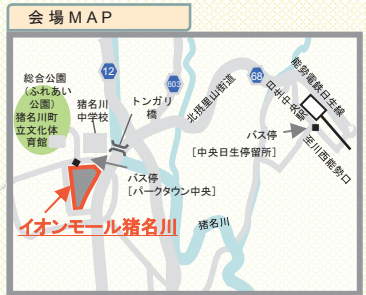 会場MAP
総合公園
(ふれあい
公園)
猪名川町
立文化体
育館
猪名川
中学校
12
トンガリ
橋
603
北摂里山街道
68
日生中央駅
能勢電鉄日生線
バス停
[中央日生停留所]
至川西能勢口
バス停
[パークタウン中央]
猪名川
イオンモール猪名川